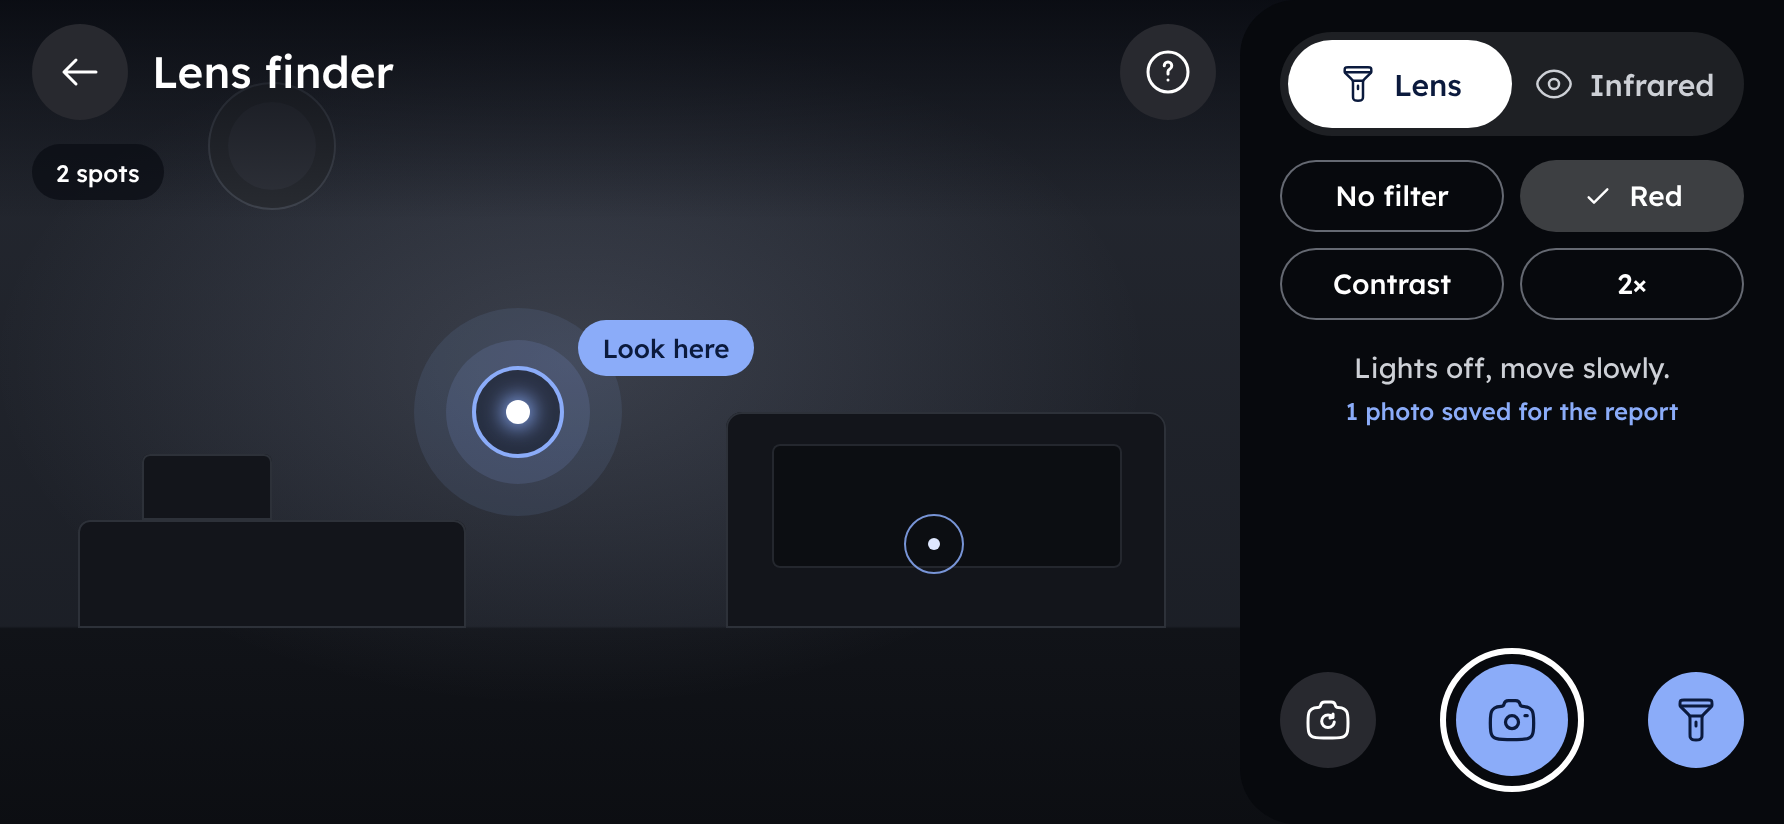 Lens finder
2 spots
Look here
Lens
Infrared
No filter
Red
Contrast
2×
Lights off, move slowly.
1 photo saved for the report